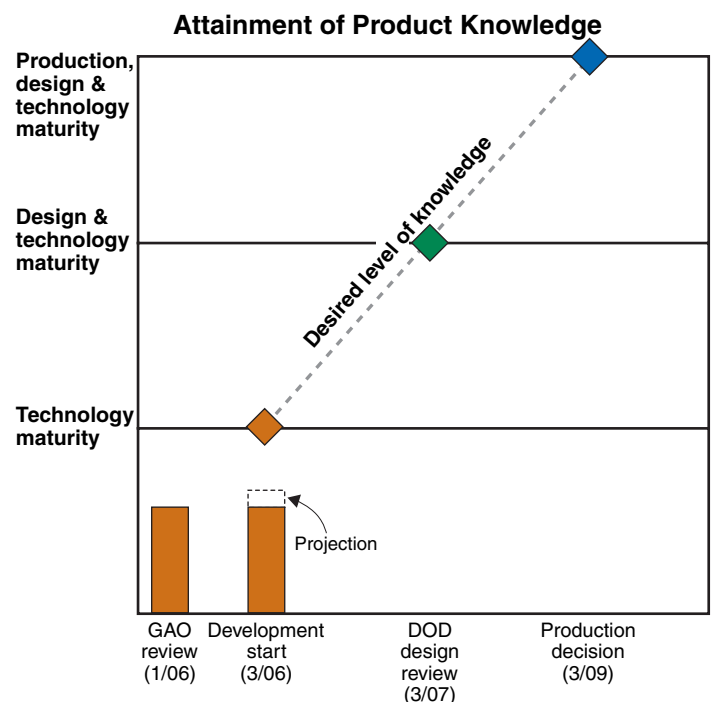 Attainment of Product Knowledge
Production,
design &
technology
maturity
Design &
technology
maturity
Technology
maturity
Desired level of knowledge
Projection
GAO
review
(1/06)
Development
start
(3/06)
DOD
design
review
(3/07)
Production
decision
(3/09)